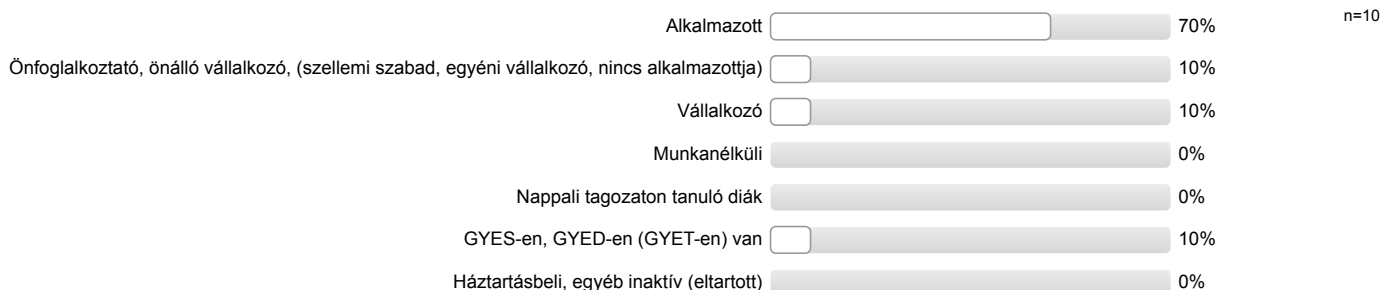 Alkalmazott 70% n=10
Önfoglalkoztató, önálló vállalkozó, (szellemi szabad, egyéni vállalkozó, nincs alkalmazottja) 10%
Vállalkozó 10%
Munkanélküli 0%
Nappali tagozaton tanuló diák 0%
GYES-en, GYED-en (GYET-en) van 10%
Háztartásbeli, egyéb inaktív (eltartott) 0%